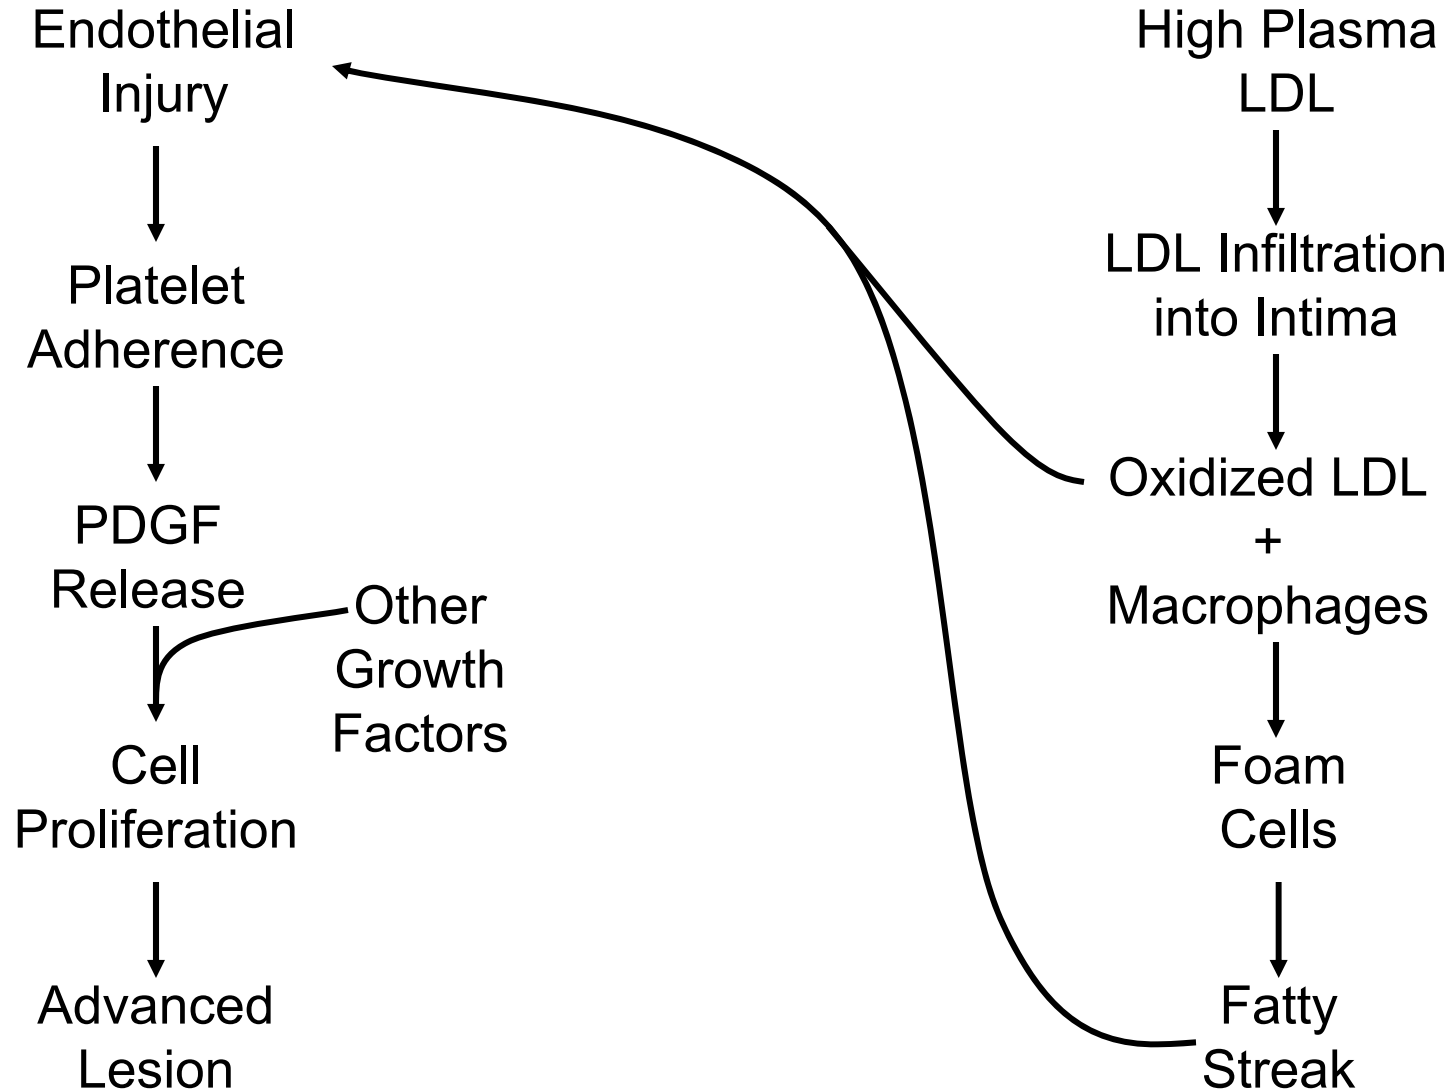 Endothelial
Injury
Platelet
Adherence
PDGF
Release
Other
Growth
Factors
Cell
Proliferation
Advanced
Lesion
High Plasma
LDL
LDL Infiltration
into Intima
Oxidized LDL
+
Macrophages
Foam
Cells
Fatty
Streak